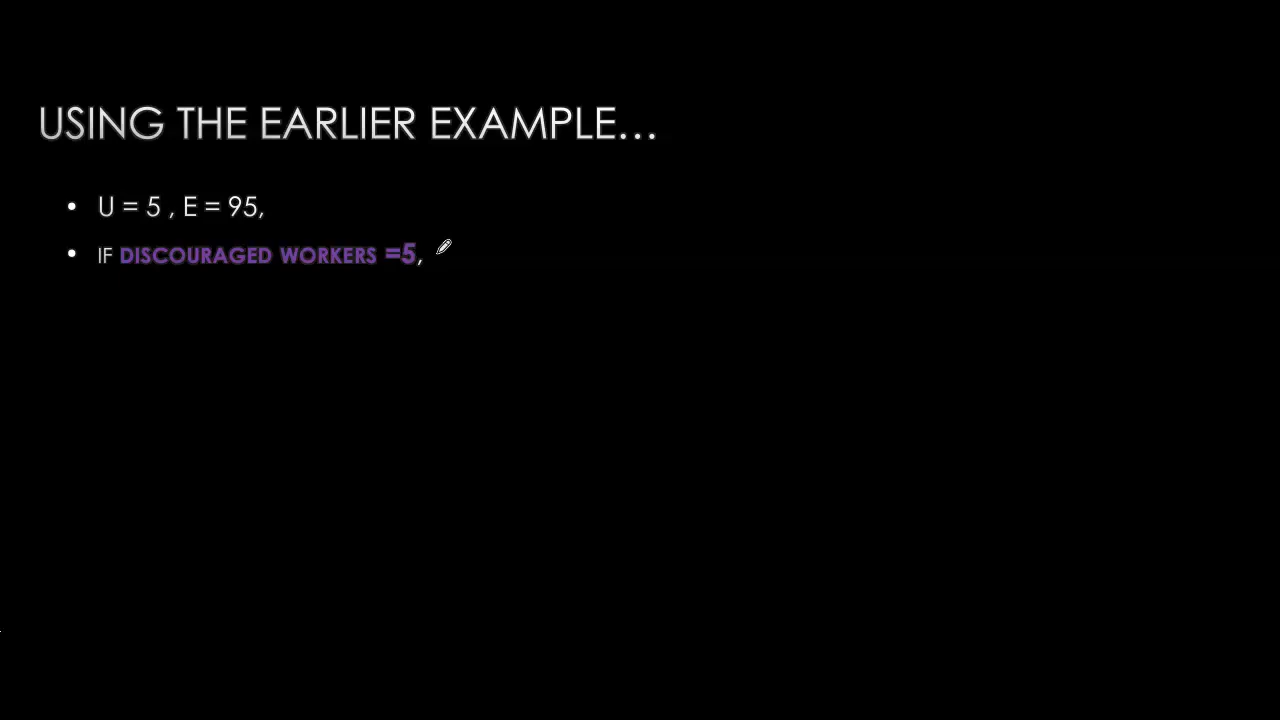 USING THE EARLIER EXAMPLE…
• U = 5 , E = 95,
• IF DISCOURAGED WORKERS =5,